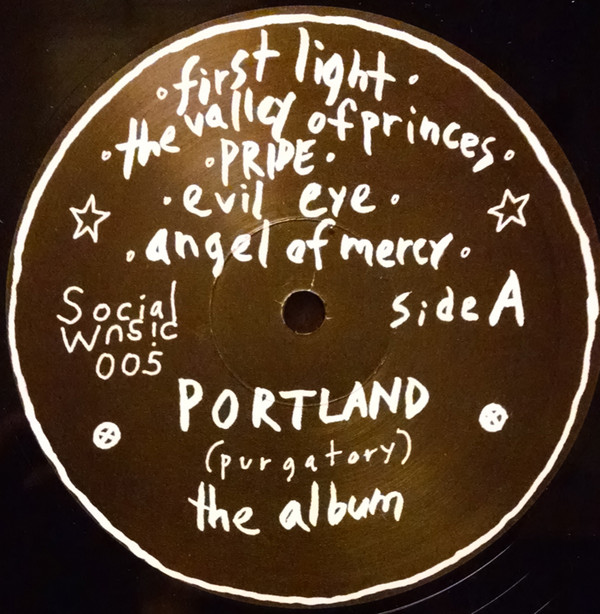 • first light •
• the valley of princes •
• PRIDE •
• evil eye •
• angel of mercy •
Social
Wnsic
005
side A
PORTLAND
(purgatory)
the album